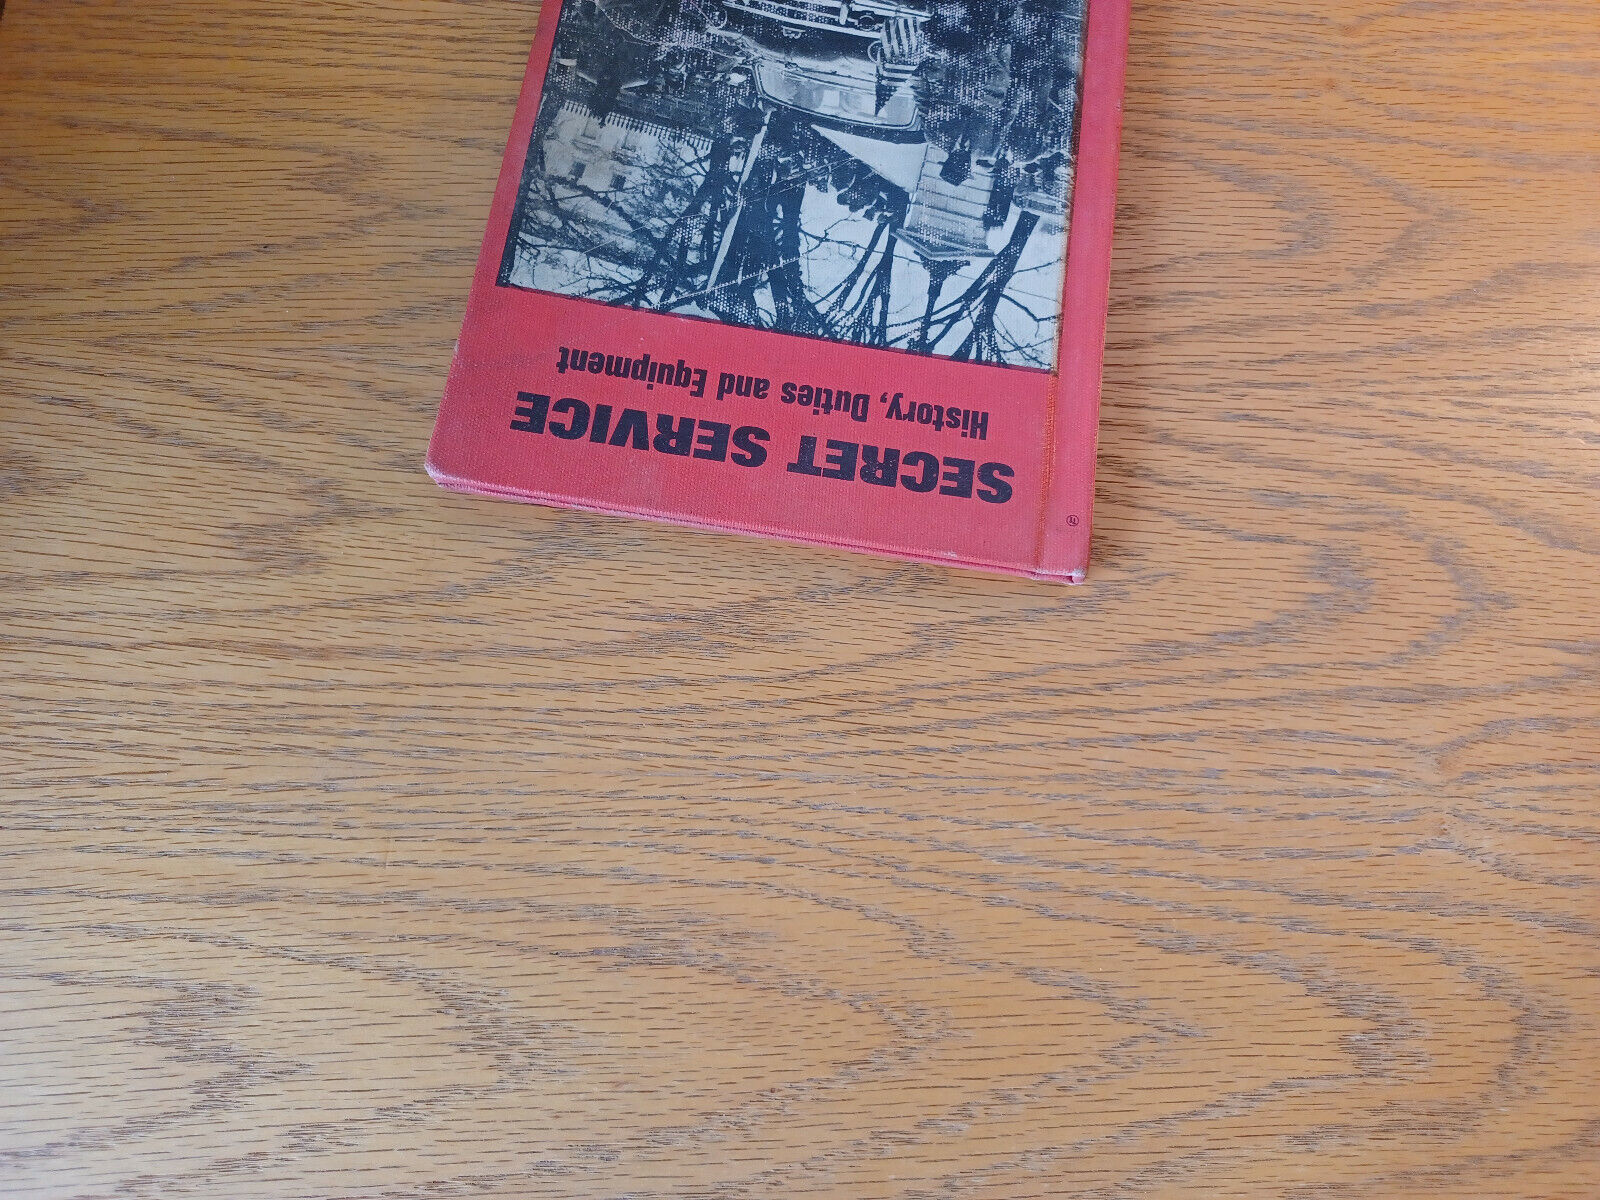 SECRET SERVICE
History, Duties and Equipment